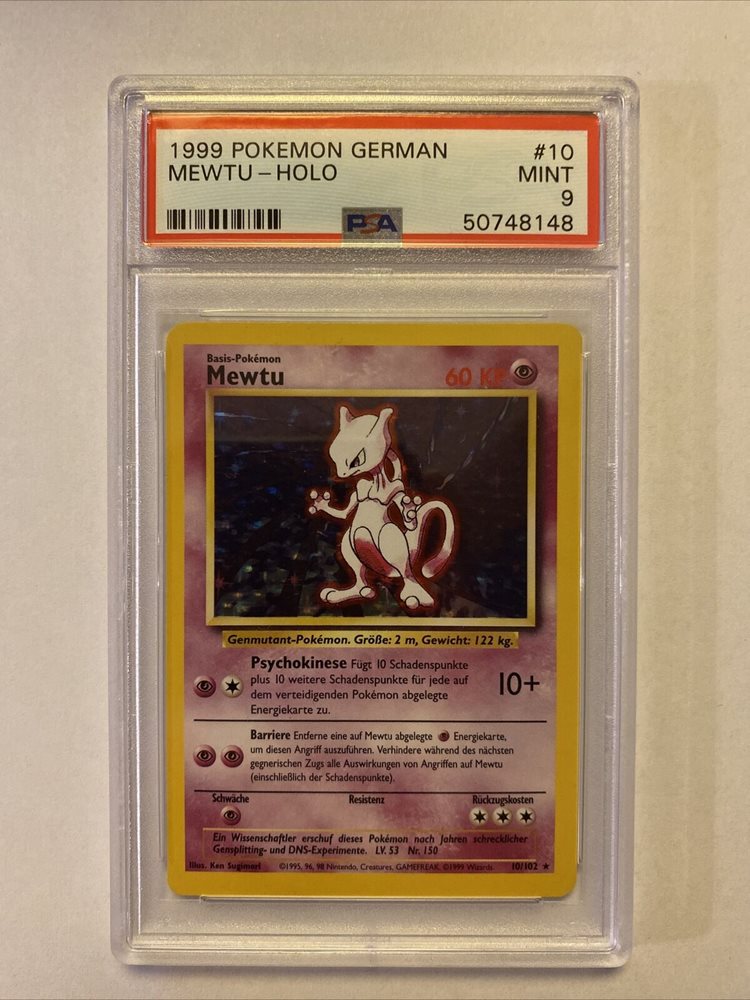 1999 POKEMON GERMAN #10
MEWTU – HOLO MINT
9
PSA 50748148
Basis-Pokémon
Mewtu 60 KP
Genmutant-Pokémon. Größe: 2 m, Gewicht: 122 kg.
Psychokinese Fügt 10 Schadenspunkte
plus 10 weitere Schadenspunkte für jede auf
dem verteidigenden Pokémon abgelegte
Energiekarte zu.
10+
Barriere Entferne eine auf Mewtu abgelegte Energiekarte,
um diesen Angriff auszuführen. Verhindere während des nächsten
gegnerischen Zugs alle Auswirkungen von Angriffen auf Mewtu
(einschließlich der Schadenspunkte).
Schwäche Resistenz Rückzugskosten
Ein Wissenschaftler erschuf dieses Pokémon nach Jahren schrecklicher
Gensplitting- und DNS-Experimente. LV. 53 Nr. 150
Illus. Ken Sugimori ©1995, 96, 98 Nintendo, Creatures, GAMEFREAK. ©1999 Wizards. 10/102 ★